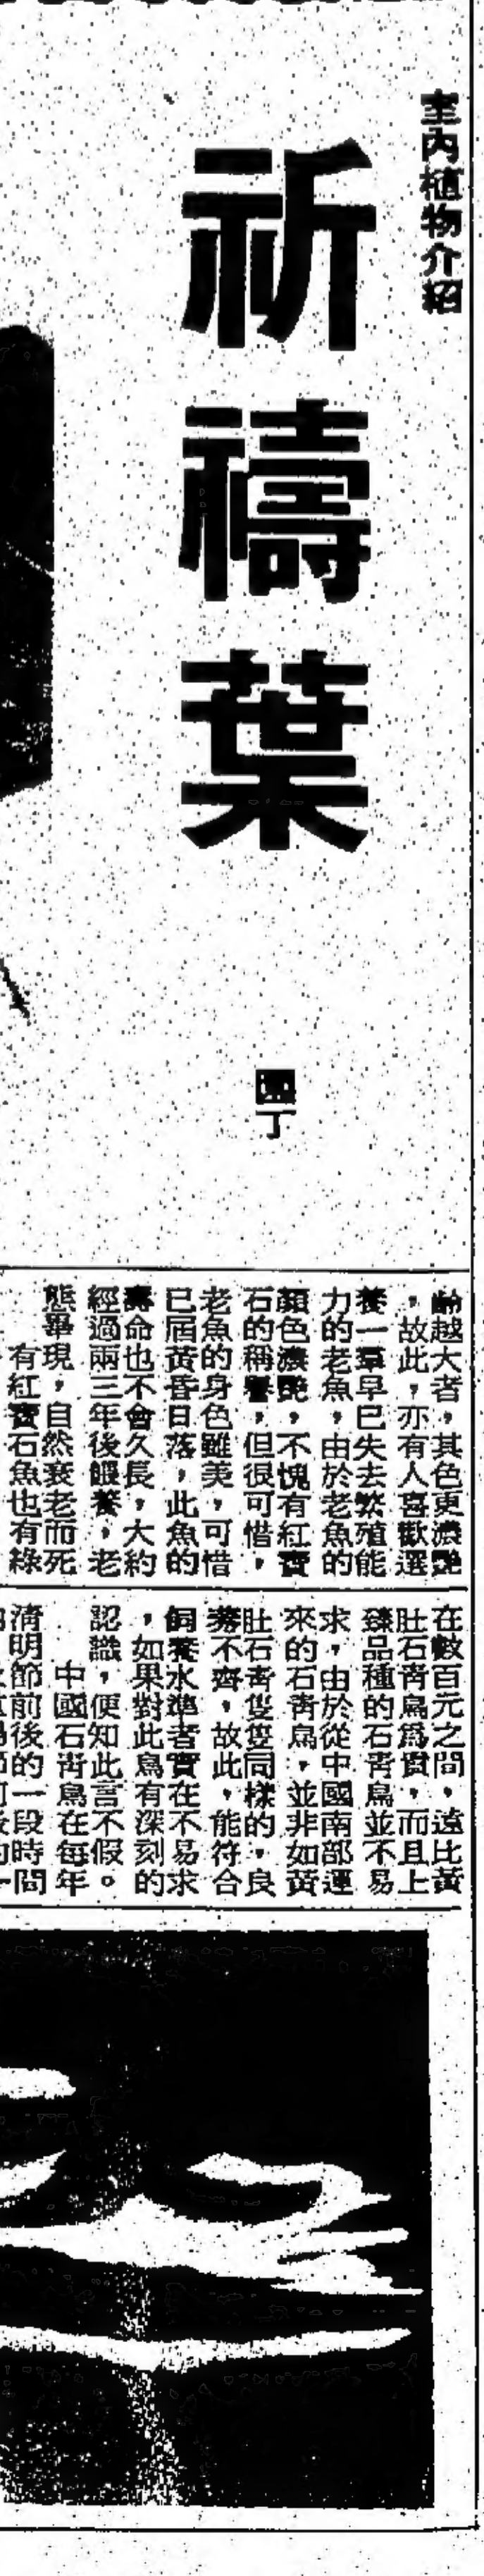 室內植物介紹
祈禱葉
園丁
齡越大者，其色更濃艷
，故此，亦有人喜歡選
養一羣早已失去繁殖能
力的老魚，由於老魚的
顏色濃艷，不愧有紅寶
石的稱譽，但很可惜，
老魚的身色雖美，可惜
已屆黃昏日落，此魚的
壽命也不會久長，大約
經過兩三年後餵養，老
態畢現，自然衰老而死
有紅寶石魚也有綠
在數百元之間，遠比黃
肚石青鳥爲貴，而且上
臻品種的石青鳥並不易
求，由於從中國南部運
來的石青鳥，並非如黃
肚石青隻隻同樣的，良
莠不齊，故此，能符合
飼養水準者實在不易求
，如果對此鳥有深刻的
認識，便知此言不假。
中國石青鳥在每年
清明節前後的一段時間